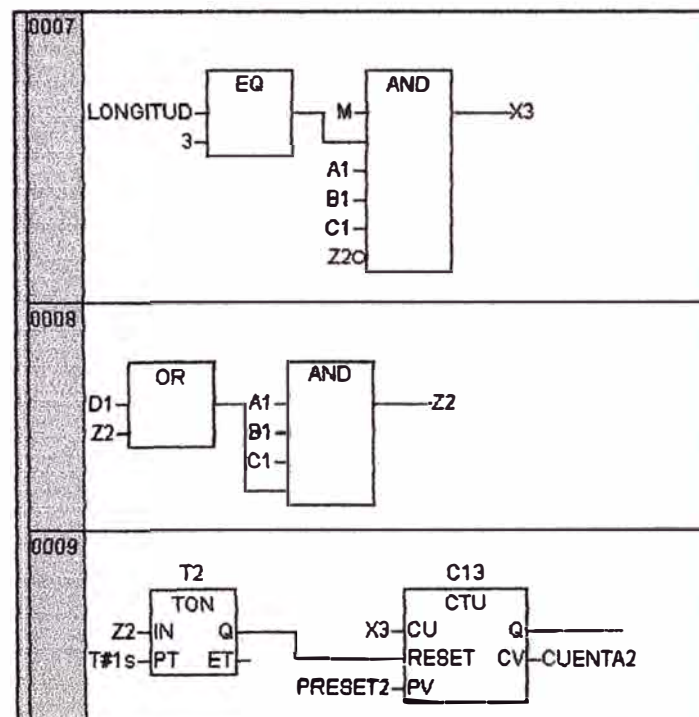 0007
EQ AND
LONGITUD M X3
3
A1
B1
C1
Z2
0008
OR AND
D1 A1 Z2
Z2 B1
C1
0009
T2 C13
TON CTU
Z2 IN Q X3 CU Q
T#1s PT ET RESET CV CUENTA2
PRESET2 PV